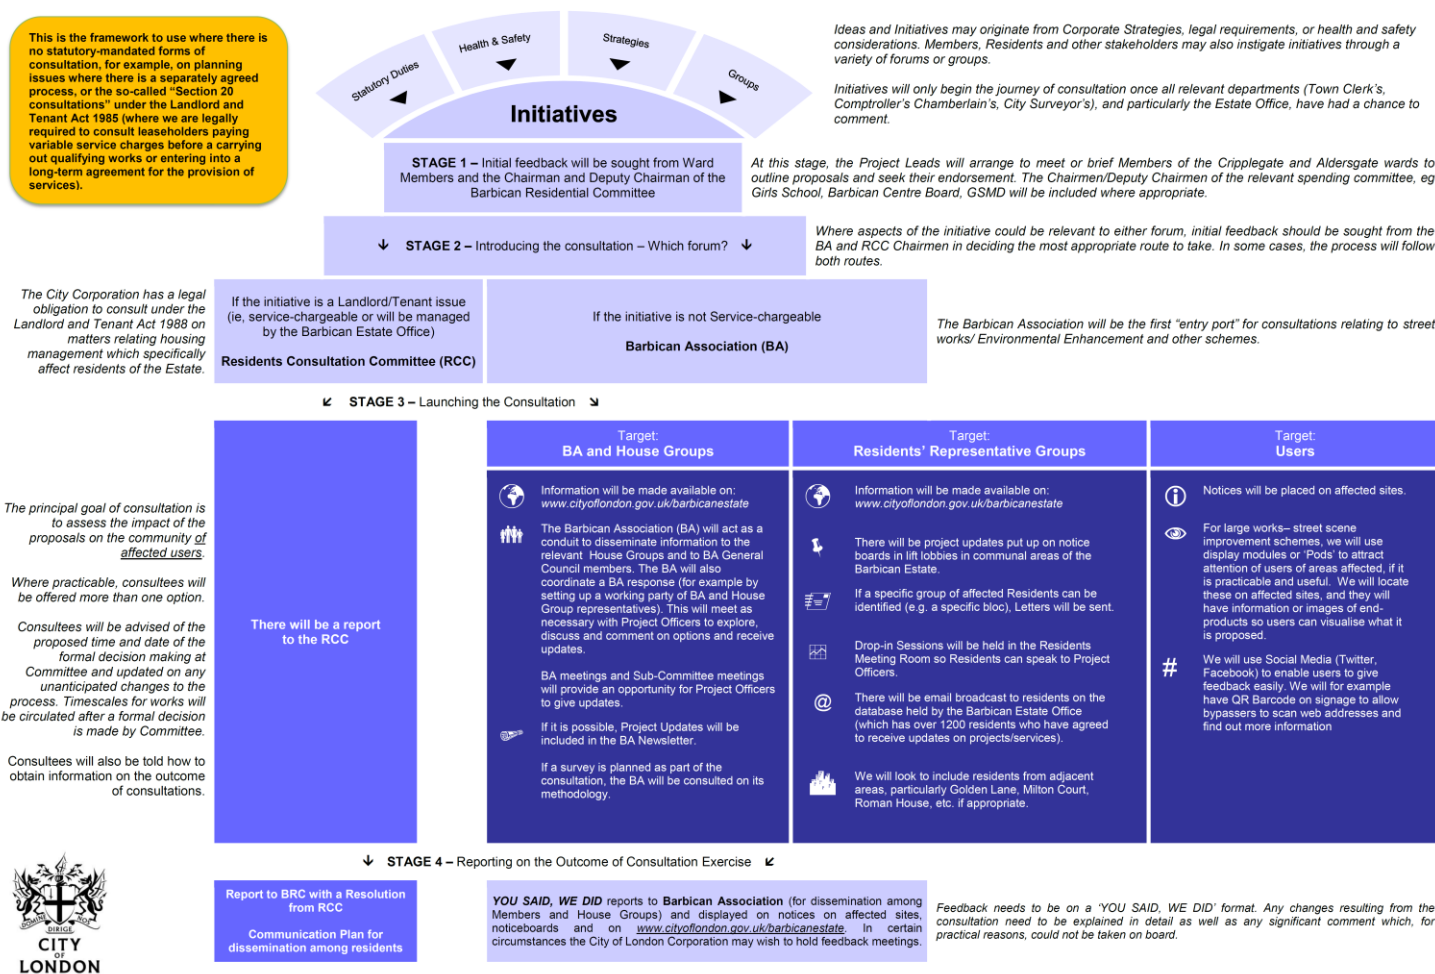 This is the framework to use where there is
no statutory-mandated forms of
consultation, for example, on planning
issues where there is a separately agreed
process, or the so-called “Section 20
consultations” under the Landlord and
Tenant Act 1985 (where we are legally
required to consult leaseholders paying
variable service charges before a carrying
out qualifying works or entering into a
long-term agreement for the provision of
services).
Statutory Duties
Health & Safety
Strategies
Groups
Initiatives
Ideas and Initiatives may originate from Corporate Strategies, legal requirements, or health and safety
considerations. Members, Residents and other stakeholders may also instigate initiatives through a
variety of forums or groups.
Initiatives will only begin the journey of consultation once all relevant departments (Town Clerk’s,
Comptroller’s Chamberlain’s, City Surveyor’s), and particularly the Estate Office, have had a chance to
comment.
STAGE 1 – Initial feedback will be sought from Ward
Members and the Chairman and Deputy Chairman of the
Barbican Residential Committee
At this stage, the Project Leads will arrange to meet or brief Members of the Cripplegate and Aldersgate wards to
outline proposals and seek their endorsement. The Chairmen/Deputy Chairmen of the relevant spending committee, eg
Girls School, Barbican Centre Board, GSMD will be included where appropriate.
STAGE 2 – Introducing the consultation – Which forum?
Where aspects of the initiative could be relevant to either forum, initial feedback should be sought from the
BA and RCC Chairmen in deciding the most appropriate route to take. In some cases, the process will follow
both routes.
The City Corporation has a legal
obligation to consult under the
Landlord and Tenant Act 1988 on
matters relating housing
management which specifically
affect residents of the Estate.
If the initiative is a Landlord/Tenant issue
(ie, service-chargeable or will be managed
by the Barbican Estate Office)
Residents Consultation Committee (RCC)
If the initiative is not Service-chargeable
Barbican Association (BA)
The Barbican Association will be the first “entry port” for consultations relating to street
works/ Environmental Enhancement and other schemes.
STAGE 3 – Launching the Consultation
The principal goal of consultation is
to assess the impact of the
proposals on the community of
affected users.
Where practicable, consultees will
be offered more than one option.
Consultees will be advised of the
proposed time and date of the
formal decision making at
Committee and updated on any
unanticipated changes to the
process. Timescales for works will
be circulated after a formal decision
is made by Committee.
Consultees will also be told how to
obtain information on the outcome
of consultations.
There will be a report
to the RCC
Target:
BA and House Groups
Information will be made available on:
www.cityoflondon.gov.uk/barbicanestate
The Barbican Association (BA) will act as a
conduit to disseminate information to the
relevant House Groups and to BA General
Council members. The BA will also
coordinate a BA response (for example by
setting up a working party of BA and House
Group representatives). This will meet as
necessary with Project Officers to explore,
discuss and comment on options and receive
updates.
BA meetings and Sub-Committee meetings
will provide an opportunity for Project Officers
to give updates.
If it is possible, Project Updates will be
included in the BA Newsletter.
If a survey is planned as part of the
consultation, the BA will be consulted on its
methodology.
Target:
Residents’ Representative Groups
Information will be made available on:
www.cityoflondon.gov.uk/barbicanestate
There will be project updates put up on notice
boards in lift lobbies in communal areas of the
Barbican Estate.
If a specific group of affected Residents can be
identified (e.g. a specific bloc), Letters will be sent.
Drop-in Sessions will be held in the Residents
Meeting Room so Residents can speak to Project
Officers.
@ There will be email broadcast to residents on the
database held by the Barbican Estate Office
(which has over 1200 residents who have agreed
to receive updates on projects/services).
We will look to include residents from adjacent
areas, particularly Golden Lane, Milton Court,
Roman House, etc. if appropriate.
Target:
Users
Notices will be placed on affected sites.
For large works– street scene
improvement schemes, we will use
display modules or ‘Pods’ to attract
attention of users of areas affected, if it
is practicable and useful. We will locate
these on affected sites, and they will
have information or images of end-
products so users can visualise what it
is proposed.
# We will use Social Media (Twitter,
Facebook) to enable users to give
feedback easily. We will for example
have QR Barcode on signage to allow
bypassers to scan web addresses and
find out more information
STAGE 4 – Reporting on the Outcome of Consultation Exercise
DOMINE DIRIGE NOS
CITY
OF
LONDON
Report to BRC with a Resolution
from RCC
Communication Plan for
dissemination among residents
YOU SAID, WE DID reports to Barbican Association (for dissemination among
Members and House Groups) and displayed on notices on affected sites,
noticeboards and on www.cityoflondon.gov.uk/barbicanestate. In certain
circumstances the City of London Corporation may wish to hold feedback meetings.
Feedback needs to be on a ‘YOU SAID, WE DID’ format. Any changes resulting from the
consultation need to be explained in detail as well as any significant comment which, for
practical reasons, could not be taken on board.